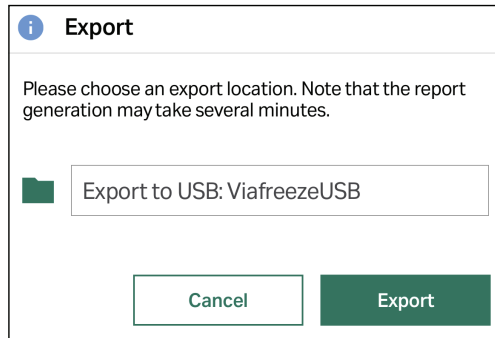 Export
Please choose an export location. Note that the report
generation may take several minutes.
Export to USB: ViafreezeUSB
Cancel
Export